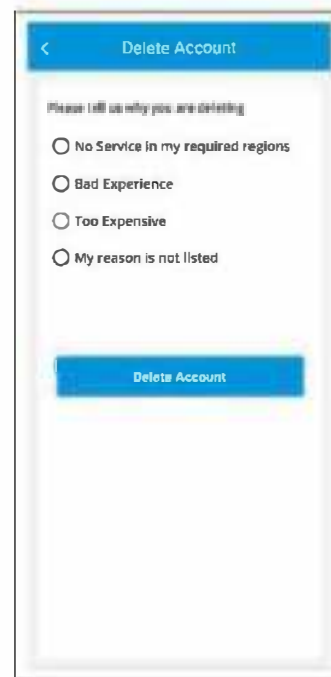 Delete Account
Please tell us why you are deleting
No Service in my required regions
Bad Experience
Too Expensive
My reason is not listed
Delete Account